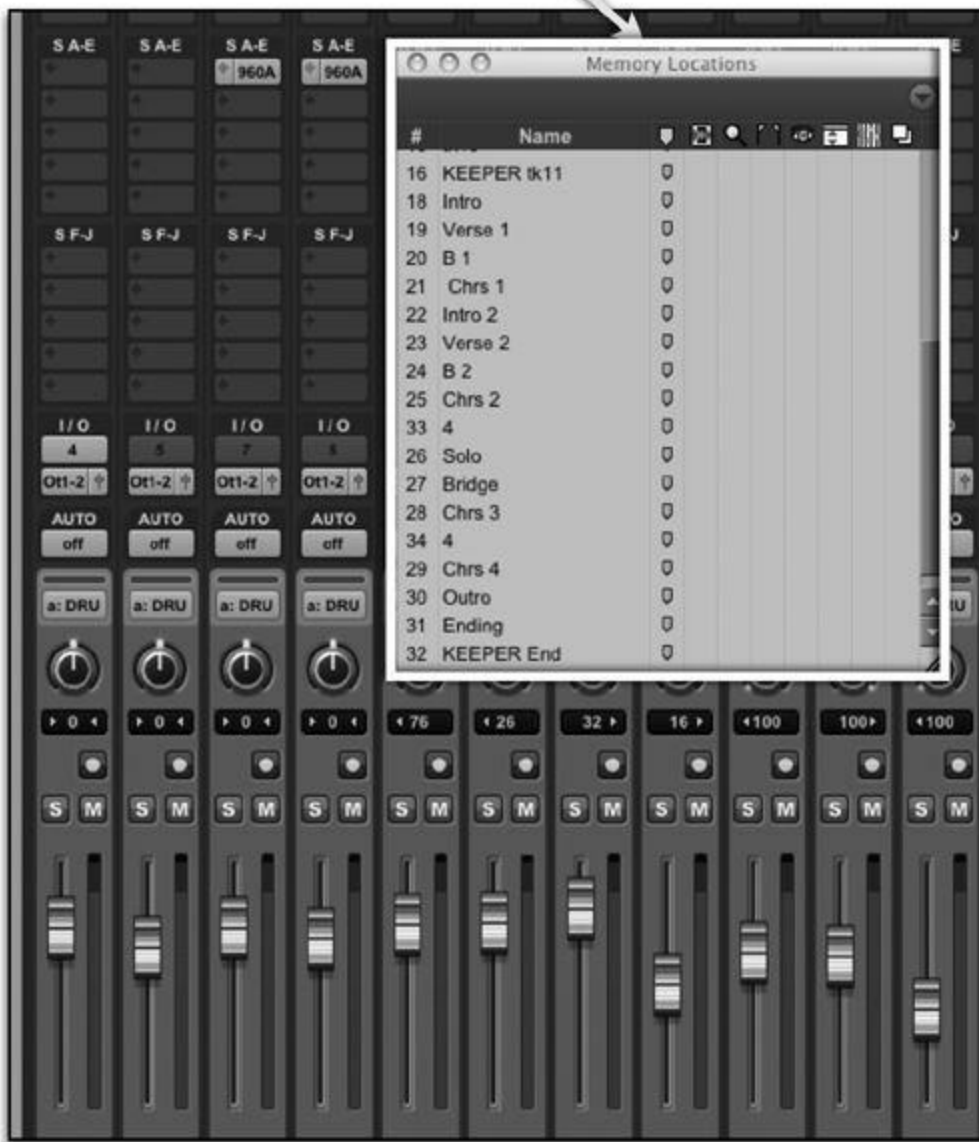 S A-E S A-E S A-E S A-E
960A 960A
Memory Locations
# Name
16 KEEPER tk11
18 Intro
19 Verse 1
20 B 1
21 Chrs 1
22 Intro 2
23 Verse 2
24 B 2
25 Chrs 2
33 4
26 Solo
27 Bridge
28 Chrs 3
34 4
29 Chrs 4
30 Outro
31 Ending
32 KEEPER End
S F-J S F-J S F-J S F-J
I / O I / O I / O I / O
4 5 7
Ot1-2 Ot1-2 Ot1-2 Ot1-2
AUTO AUTO AUTO AUTO
off off off off
a: DRU a: DRU a: DRU a: DRU
0 0 0 0 76 26 32 16 100 100 100
S M S M S M S M S M S M S M S M S M S M S M